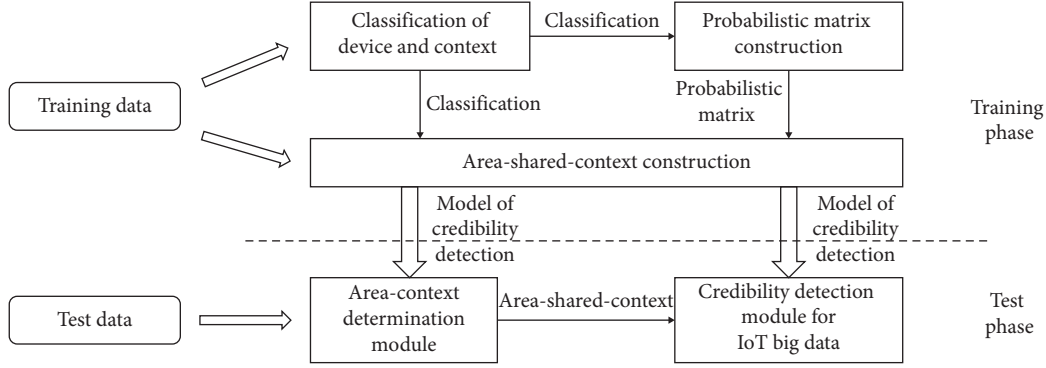 Classification of
device and context
Classification
Probabilistic matrix
construction
Training data
Classification
Probabilistic
matrix
Training
phase
Area-shared-context construction
Model of
credibility
detection
Model of
credibility
detection
Test data
Area-context
determination
module
Area-shared-context
Credibility detection
module for
IoT big data
Test
phase